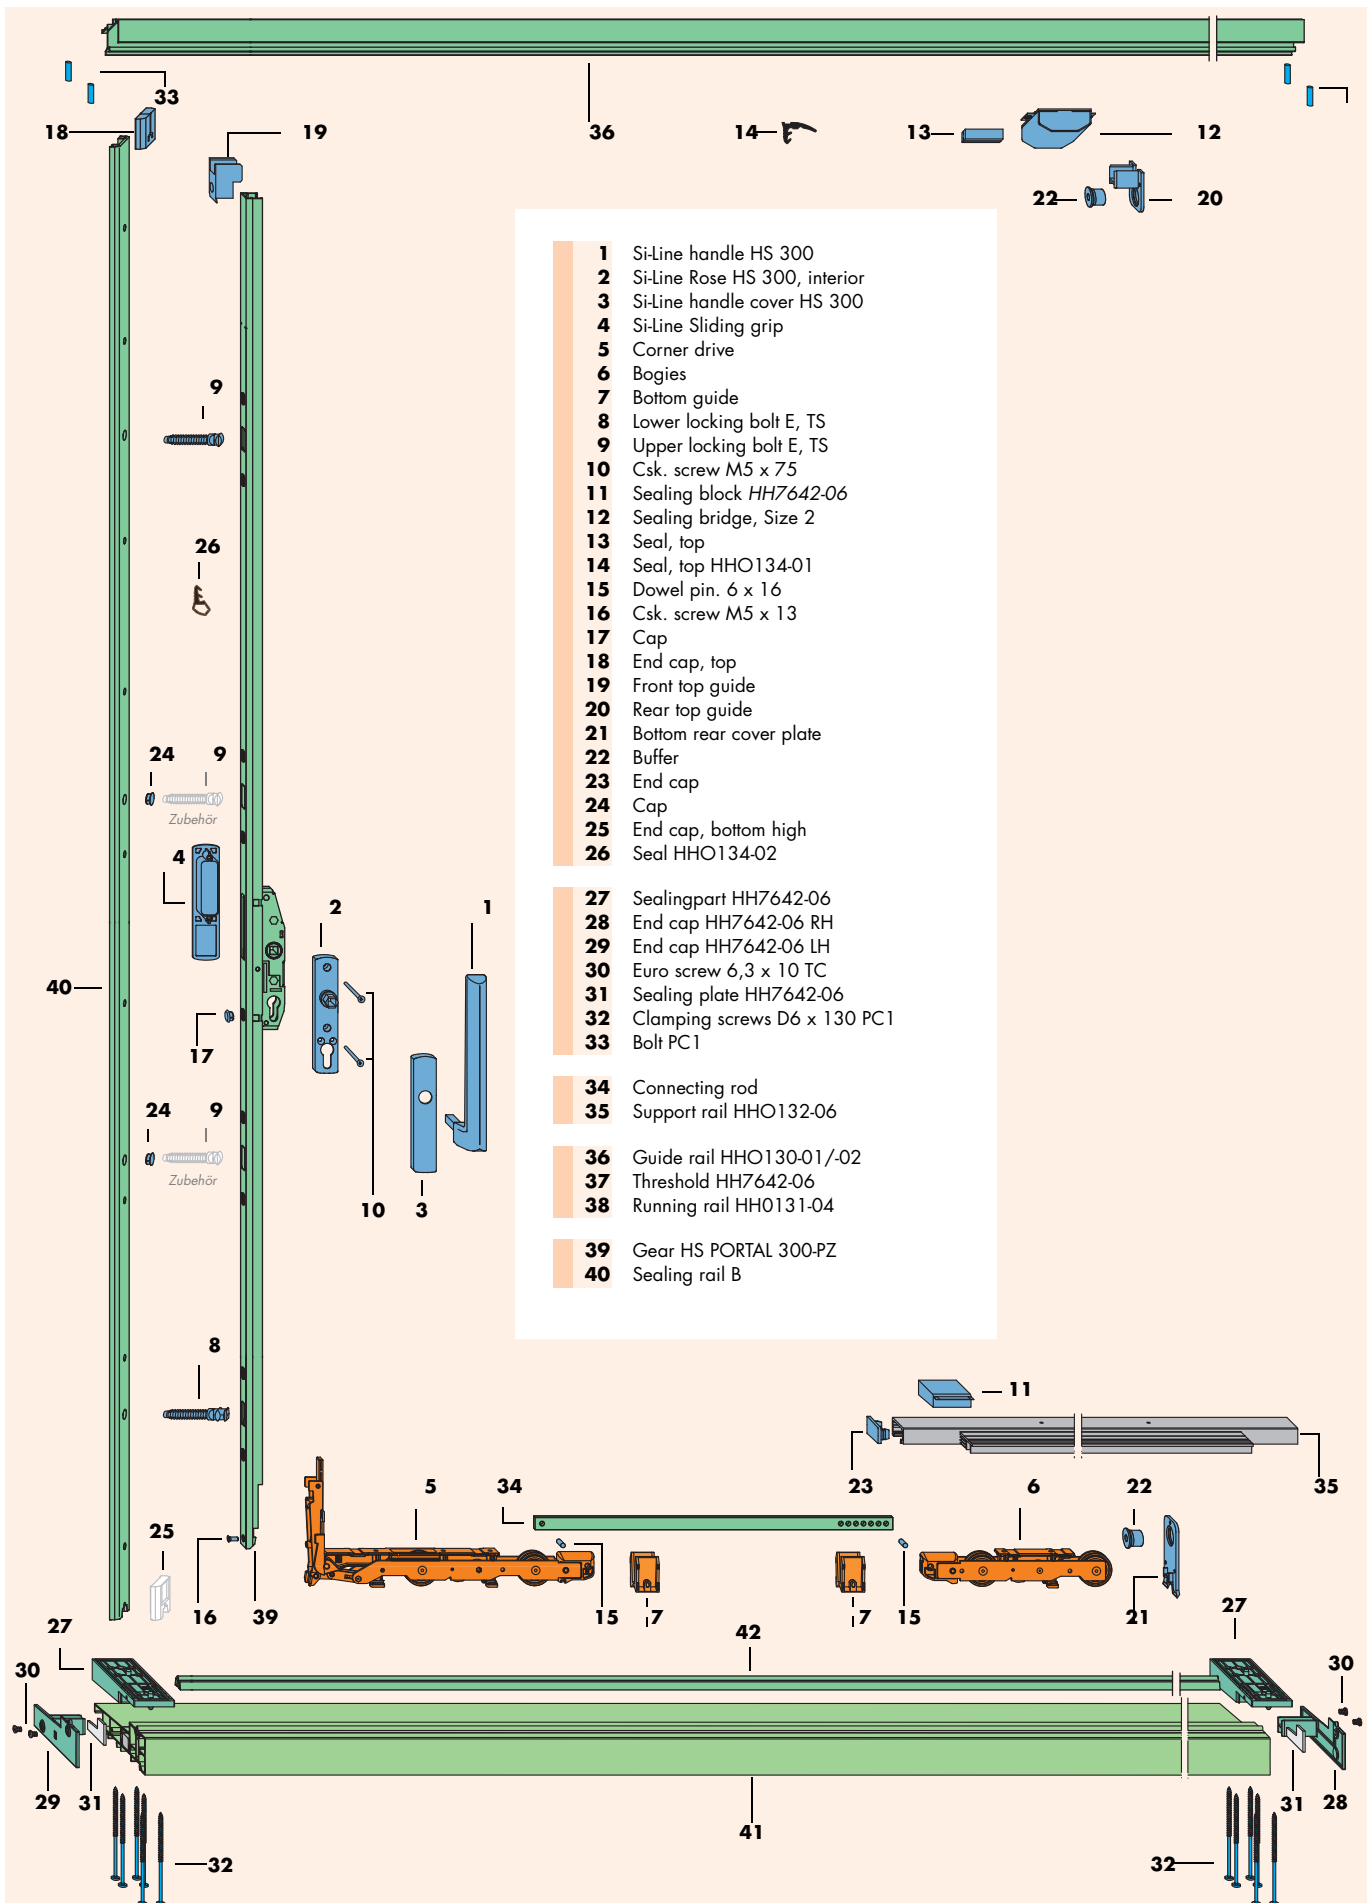 33
18
19
36
14
13
12
22
20
1 Si-Line handle HS 300
2 Si-Line Rose HS 300, interior
3 Si-Line handle cover HS 300
4 Si-Line Sliding grip
5 Corner drive
6 Bogies
7 Bottom guide
8 Lower locking bolt E, TS
9 Upper locking bolt E, TS
10 Csk. screw M5 x 75
11 Sealing block HH7642-06
12 Sealing bridge, Size 2
13 Seal, top
14 Seal, top HHO134-01
15 Dowel pin. 6 x 16
16 Csk. screw M5 x 13
17 Cap
18 End cap, top
19 Front top guide
20 Rear top guide
21 Bottom rear cover plate
22 Buffer
23 End cap
24 Cap
25 End cap, bottom high
26 Seal HHO134-02
27 Sealingpart HH7642-06
28 End cap HH7642-06 RH
29 End cap HH7642-06 LH
30 Euro screw 6,3 x 10 TC
31 Sealing plate HH7642-06
32 Clamping screws D6 x 130 PC1
33 Bolt PC1
34 Connecting rod
35 Support rail HHO132-06
36 Guide rail HHO130-01/-02
37 Threshold HH7642-06
38 Running rail HH0131-04
39 Gear HS PORTAL 300-PZ
40 Sealing rail B
9
26
24 9
Zubehör
4
2
1
40
17
24 9
Zubehör
10
3
8
11
23
35
5
34
6
22
25
16
39
15
7
7
15
21
27
42
27
30
30
29
31
41
31
28
32
32